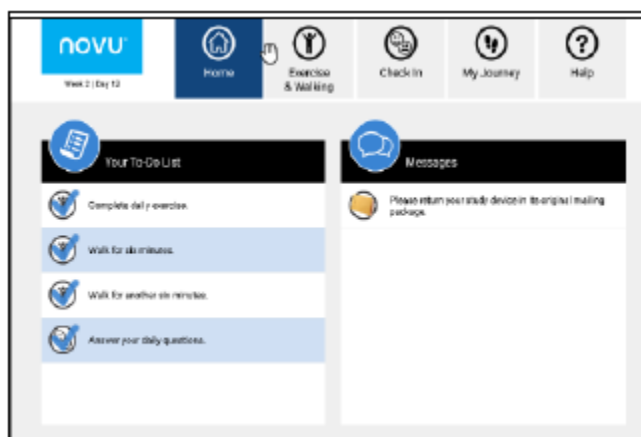 novu
Week 2 | Day 13
Home
Exercise
& Walking
Check In
My Journey
Help
Your To-Do List
Messages
Complete daily exercise.
Walk for six minutes.
Walk for another six minutes.
Answer your daily questions.
Please return your study device in its original mailing
package.